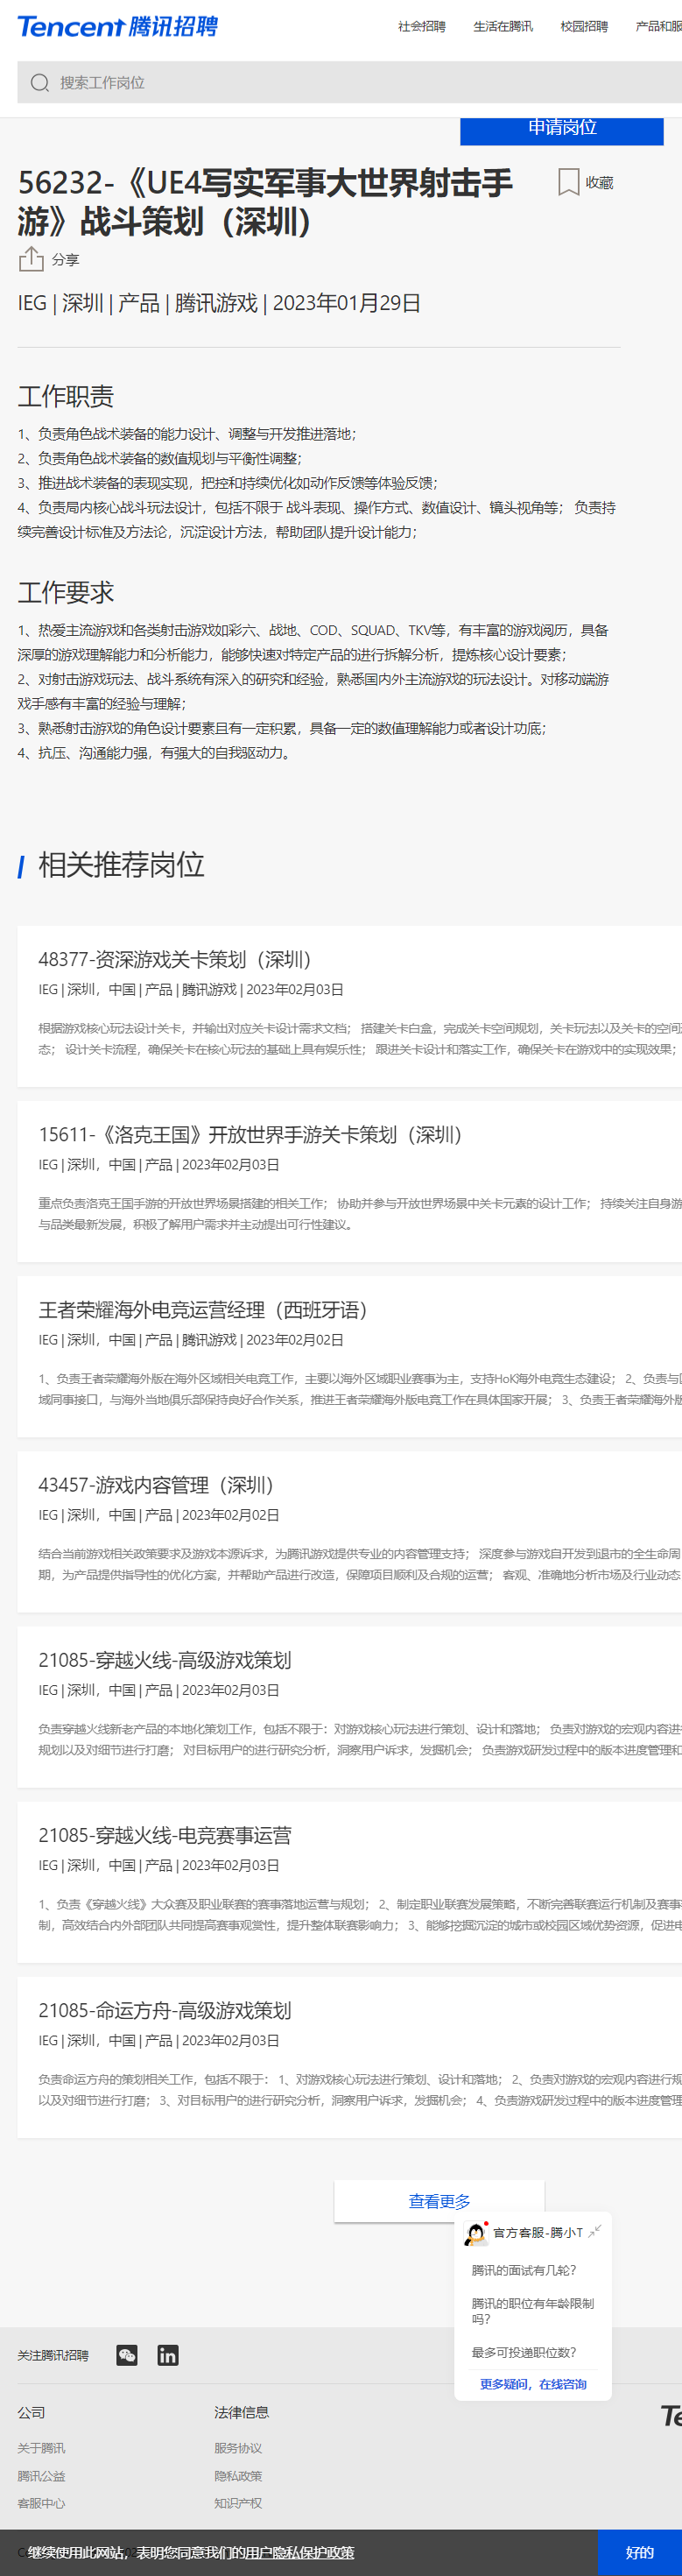 Tencent 腾讯招聘
社会招聘 生活在腾讯 校园招聘 产品和服
搜索工作岗位
申请岗位
56232-《UE4写实军事大世界射击手
游》战斗策划（深圳）
收藏
分享
IEG | 深圳 | 产品 | 腾讯游戏 | 2023年01月29日
工作职责
1、负责角色战术装备的能力设计、调整与开发推进落地；
2、负责角色战术装备的数值规划与平衡性调整；
3、推进战术装备的表现实现，把控和持续优化如动作反馈等体验反馈；
4、负责局内核心战斗玩法设计，包括不限于 战斗表现、操作方式、数值设计、镜头视角等； 负责持
续完善设计标准及方法论，沉淀设计方法，帮助团队提升设计能力；
工作要求
1、热爱主流游戏和各类射击游戏如彩六、战地、COD、SQUAD、TKV等，有丰富的游戏阅历，具备
深厚的游戏理解能力和分析能力，能够快速对特定产品的进行拆解分析，提炼核心设计要素；
2、对射击游戏玩法、战斗系统有深入的研究和经验，熟悉国内外主流游戏的玩法设计。对移动端游
戏手感有丰富的经验与理解；
3、熟悉射击游戏的角色设计要素且有一定积累，具备一定的数值理解能力或者设计功底；
4、抗压、沟通能力强，有强大的自我驱动力。
相关推荐岗位
48377-资深游戏关卡策划（深圳）
IEG | 深圳，中国 | 产品 | 腾讯游戏 | 2023年02月03日
根据游戏核心玩法设计关卡，并输出对应关卡设计需求文档； 搭建关卡白盒，完成关卡空间规划，关卡玩法以及关卡的空间
态； 设计关卡流程，确保关卡在核心玩法的基础上具有娱乐性； 跟进关卡设计和落实工作，确保关卡在游戏中的实现效果；
15611-《洛克王国》开放世界手游关卡策划（深圳）
IEG | 深圳，中国 | 产品 | 2023年02月03日
重点负责洛克王国手游的开放世界场景搭建的相关工作； 协助并参与开放世界场景中关卡元素的设计工作； 持续关注自身游
与品类最新发展，积极了解用户需求并主动提出可行性建议。
王者荣耀海外电竞运营经理（西班牙语）
IEG | 深圳，中国 | 产品 | 腾讯游戏 | 2023年02月02日
1、负责王者荣耀海外版在海外区域相关电竞工作，主要以海外区域职业赛事为主，支持HoK海外电竞生态建设； 2、负责与
域同事接口，与海外当地俱乐部保持良好合作关系，推进王者荣耀海外版电竞工作在具体国家开展； 3、负责王者荣耀海外版
43457-游戏内容管理（深圳）
IEG | 深圳，中国 | 产品 | 2023年02月02日
结合当前游戏相关政策要求及游戏本源诉求，为腾讯游戏提供专业的内容管理支持； 深度参与游戏自开发到退市的全生命周
期，为产品提供指导性的优化方案，并帮助产品进行改造，保障项目顺利及合规的运营； 客观、准确地分析市场及行业动态
21085-穿越火线-高级游戏策划
IEG | 深圳，中国 | 产品 | 2023年02月03日
负责穿越火线新老产品的本地化策划工作，包括不限于：对游戏核心玩法进行策划、设计和落地； 负责对游戏的宏观内容进
规划以及对细节进行打磨； 对目标用户的进行研究分析，洞察用户诉求，发掘机会； 负责游戏研发过程中的版本进度管理和
21085-穿越火线-电竞赛事运营
IEG | 深圳，中国 | 产品 | 2023年02月03日
1、负责《穿越火线》大众赛及职业联赛的赛事落地运营与规划； 2、制定职业联赛发展策略，不断完善联赛运行机制及赛事
制，高效结合内外部团队共同提高赛事观赏性，提升整体联赛影响力； 3、能够挖掘沉淀的城市或校园区域优势资源，促进电
21085-命运方舟-高级游戏策划
IEG | 深圳，中国 | 产品 | 2023年02月03日
负责命运方舟的策划相关工作，包括不限于： 1、对游戏核心玩法进行策划、设计和落地； 2、负责对游戏的宏观内容进行规
以及对细节进行打磨； 3、对目标用户的进行研究分析，洞察用户诉求，发掘机会； 4、负责游戏研发过程中的版本进度管理
查看更多
官方客服-腾小T
腾讯的面试有几轮?
腾讯的职位有年龄限制
吗?
最多可投递职位数?
更多疑问，在线咨询
关注腾讯招聘
公司 法律信息
关于腾讯 服务协议
腾讯公益 隐私政策
客服中心 知识产权
继续使用此网站，表明您同意我们的用户隐私保护政策
好的